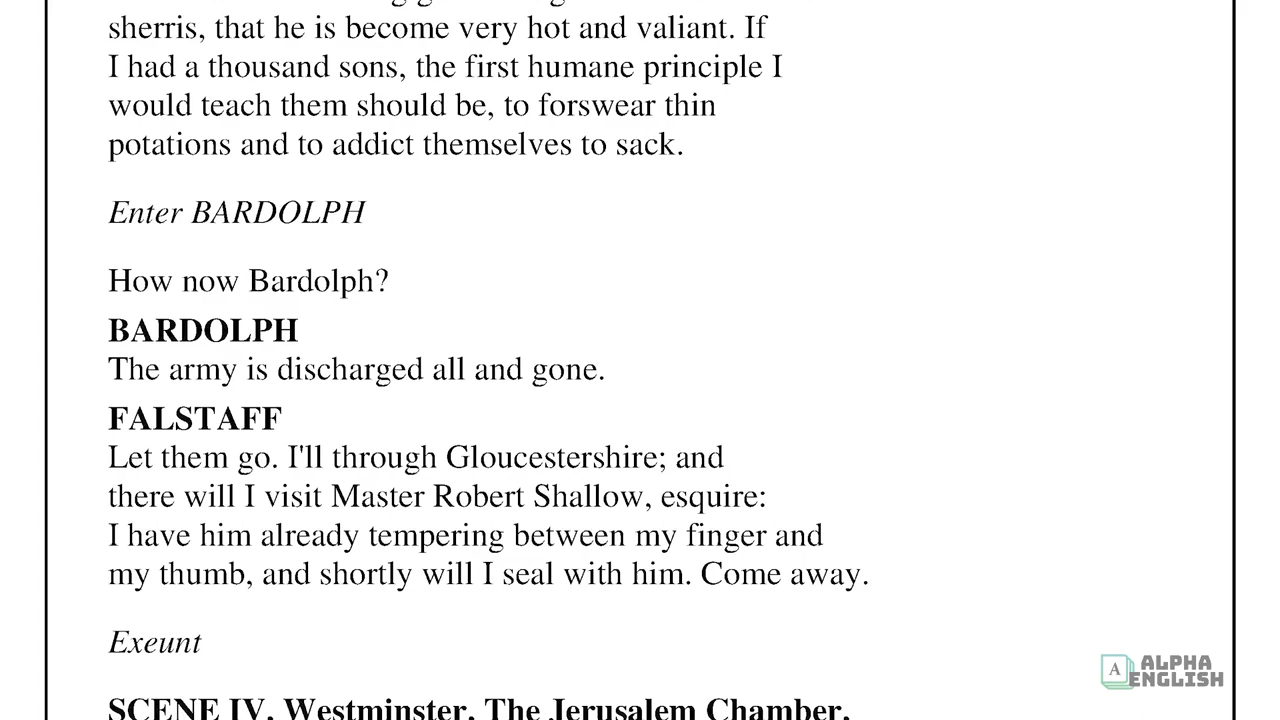 sherris, that he is become very hot and valiant. If
I had a thousand sons, the first humane principle I
would teach them should be, to forswear thin
potations and to addict themselves to sack.
Enter BARDOLPH
How now Bardolph?
BARDOLPH
The army is discharged all and gone.
FALSTAFF
Let them go. I'll through Gloucestershire; and
there will I visit Master Robert Shallow, esquire:
I have him already tempering between my finger and
my thumb, and shortly will I seal with him. Come away.
Exeunt
A ALPHA
ENGLISH
SCENE IV. Westminster. The Jerusalem Chamber.